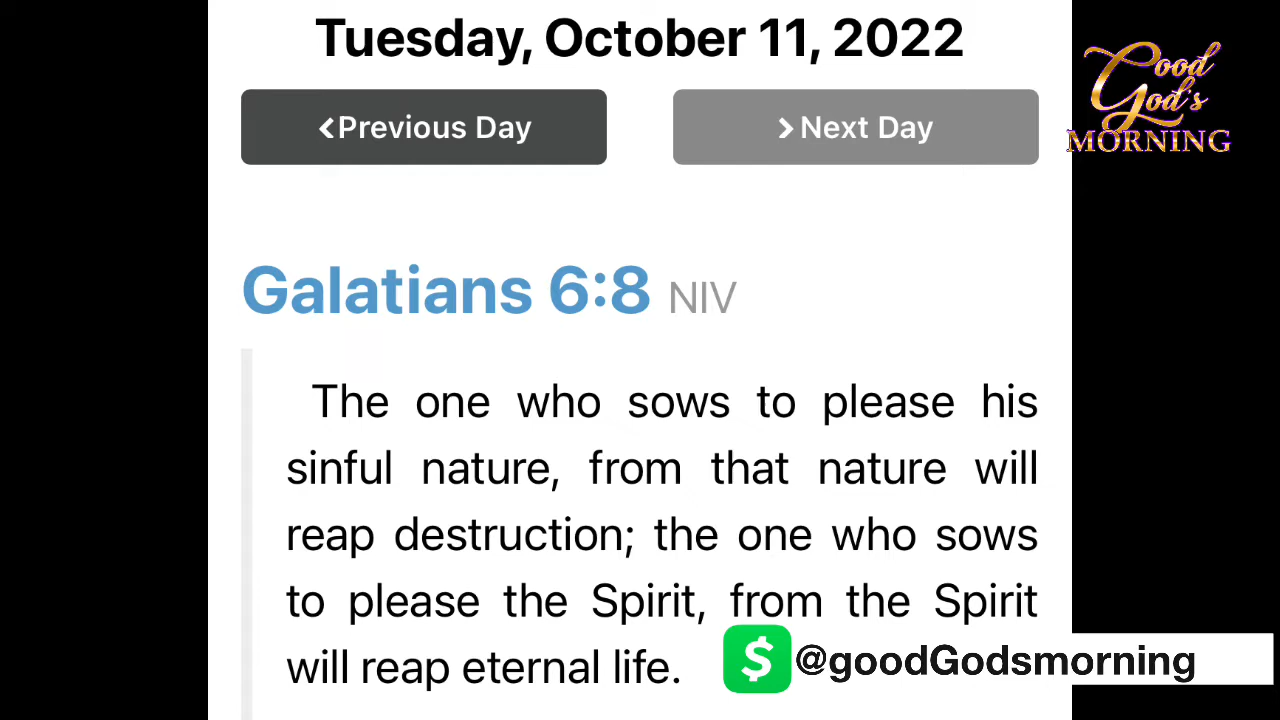 Tuesday, October 11, 2022
Previous Day
Next Day
Good
God's
MORNING
Galatians 6:8 NIV
The one who sows to please his
sinful nature, from that nature will
reap destruction; the one who sows
to please the Spirit, from the Spirit
will reap eternal life.
$ @goodGodsmorning